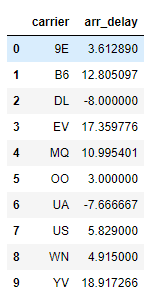 carrier arr_delay
0 9E 3.612890
1 B6 12.805097
2 DL -8.000000
3 EV 17.359776
4 MQ 10.995401
5 OO 3.000000
6 UA -7.666667
7 US 5.829000
8 WN 4.915000
9 YV 18.917266